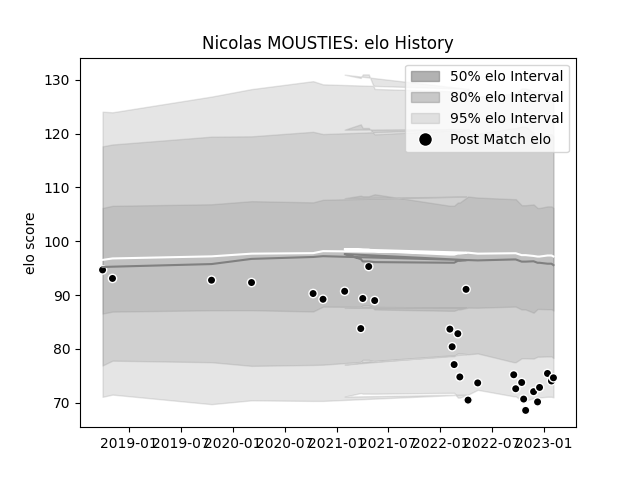 Nicolas MOUSTIES: elo History
130
120
110
100
90
80
70
elo score
50% elo Interval
80% elo Interval
95% elo Interval
Post Match elo
2019-01 2019-07 2020-01 2020-07 2021-01 2021-07 2022-01 2022-07 2023-01